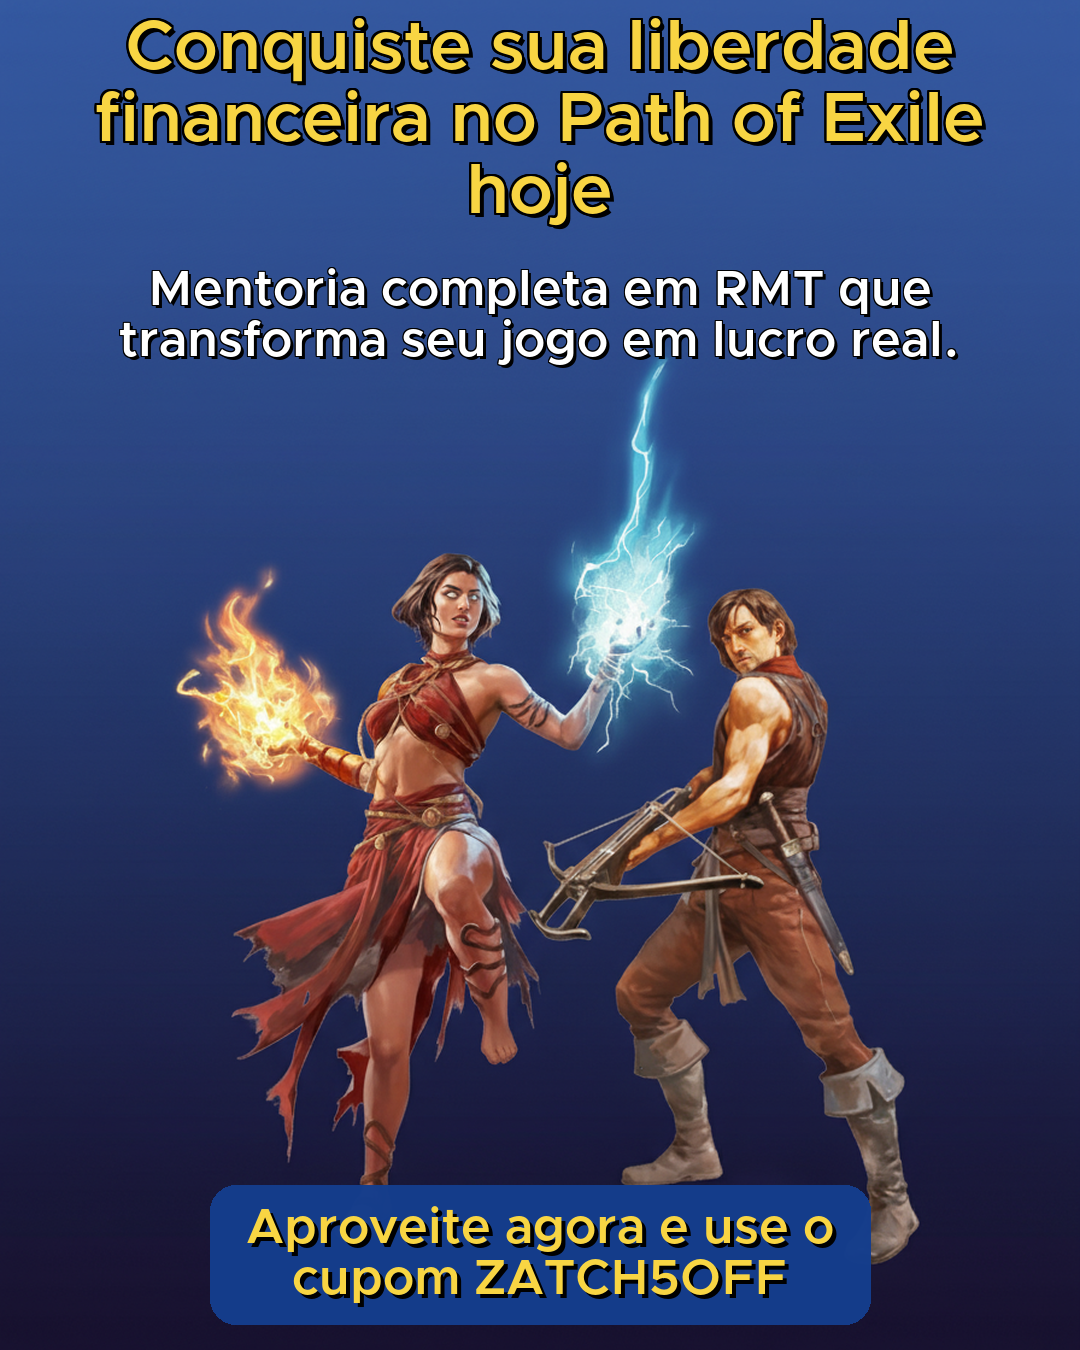 Conquiste sua liberdade
financeira no Path of Exile
hoje
Mentoria completa em RMT que
transforma seu jogo em lucro real.
Aproveite agora e use o
cupom ZATCH5OFF